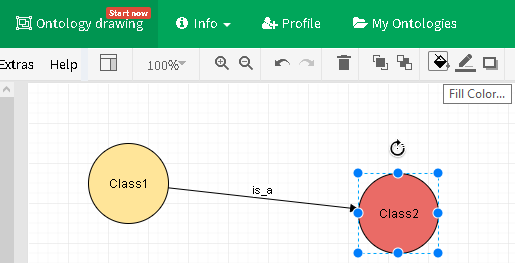 Start now
Ontology drawing Info Profile My Ontologies
Extras Help 100%
Fill Color...
Class1
is_a
Class2